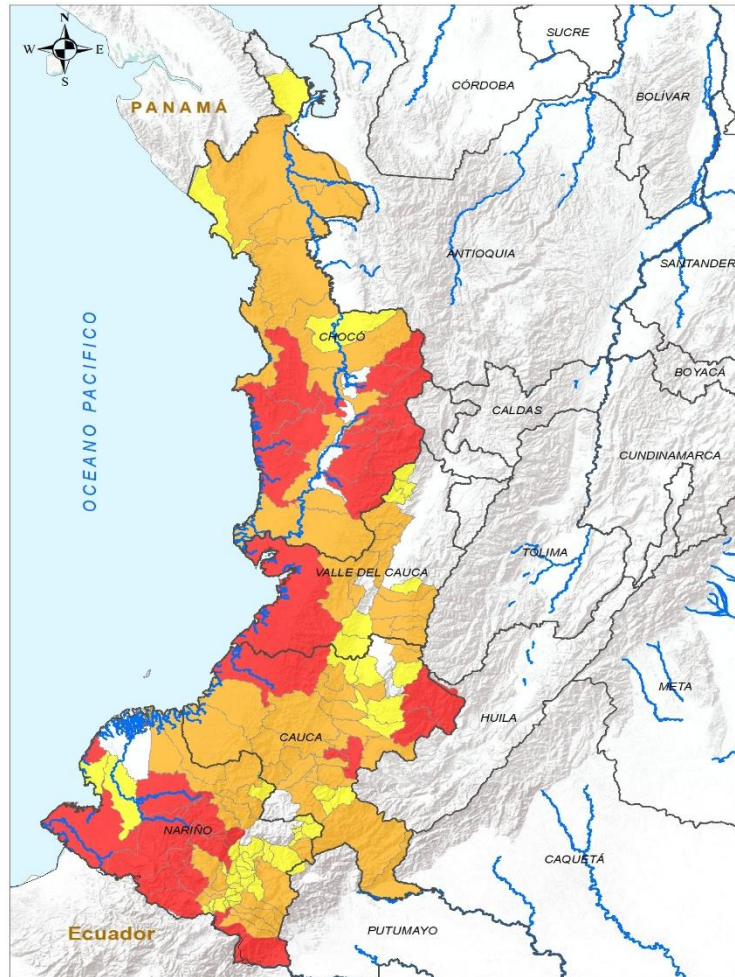 N
W E
S
SUCRE
CÓRDOBA
BOLÍVAR
PANAMÁ
ANTIOQUIA
SANTANDER
OCEANO PACIFICO
CHOCÓ
BOYACÁ
CALDAS
CUNDINAMARCA
TOLIMA
VALLE DEL CAUCA
META
HUILA
CAUCA
NARIÑO
CAQUETÁ
Ecuador
PUTUMAYO